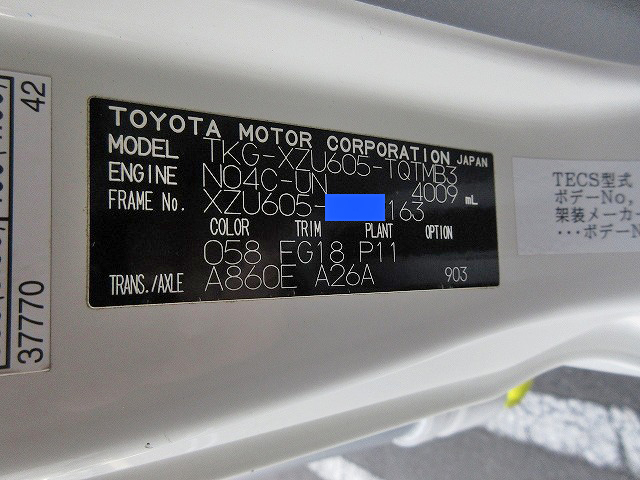 TOYOTA MOTOR CORPORATION JAPAN
MODEL TKG-XZU605-TQTMB3
ENGINE N04C-UN 4009 mL
FRAME No. XZU605- 163
COLOR TRIM PLANT OPTION
058 EG18 P11
TRANS./AXLE A860E A26A 903
42
37770
TECS型式
ボデーNo,
架装メーカ
・・・ボデーN